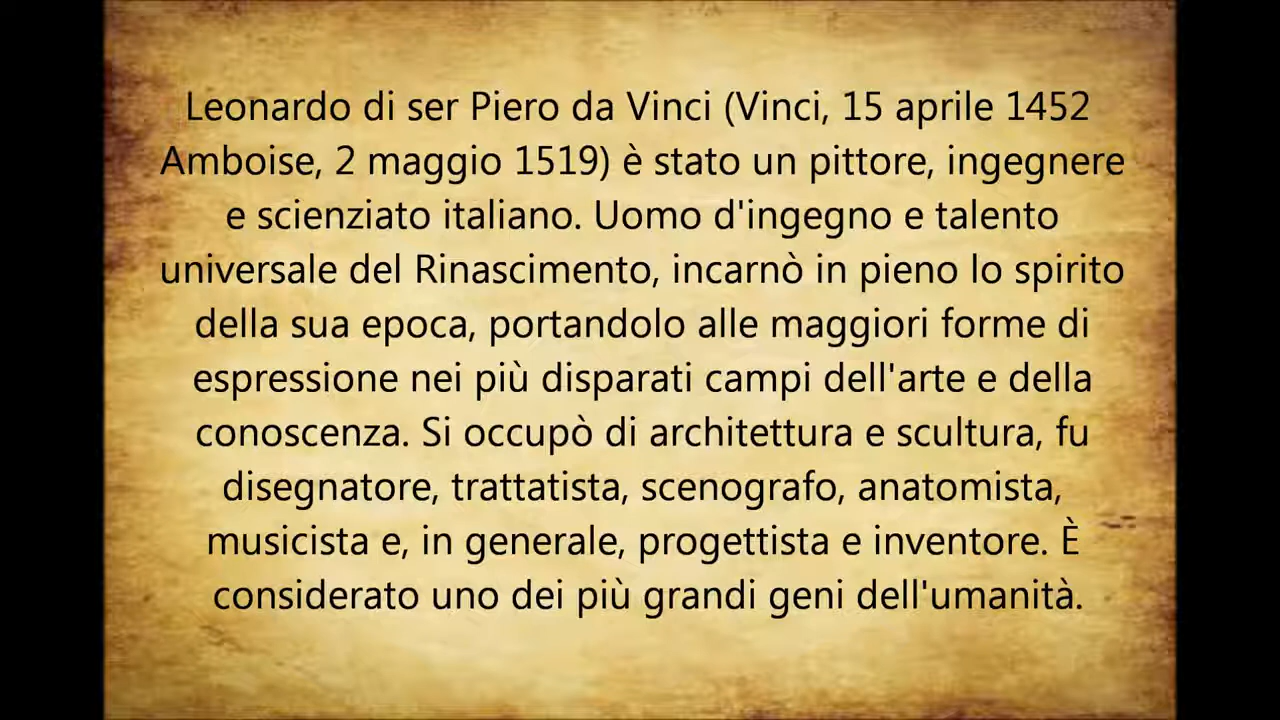 Leonardo di ser Piero da Vinci (Vinci, 15 aprile 1452
Amboise, 2 maggio 1519) è stato un pittore, ingegnere
e scienziato italiano. Uomo d'ingegno e talento
universale del Rinascimento, incarnò in pieno lo spirito
della sua epoca, portandolo alle maggiori forme di
espressione nei più disparati campi dell'arte e della
conoscenza. Si occupò di architettura e scultura, fu
disegnatore, trattatista, scenografo, anatomista,
musicista e, in generale, progettista e inventore. È
considerato uno dei più grandi geni dell'umanità.